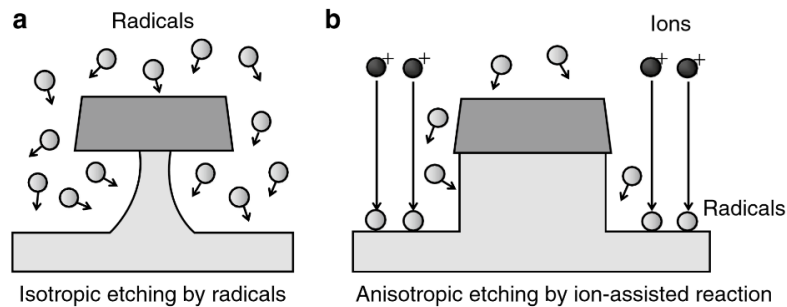 a
Radicals
b
Ions
+
+
+
+
Radicals
Isotropic etching by radicals
Anisotropic etching by ion-assisted reaction